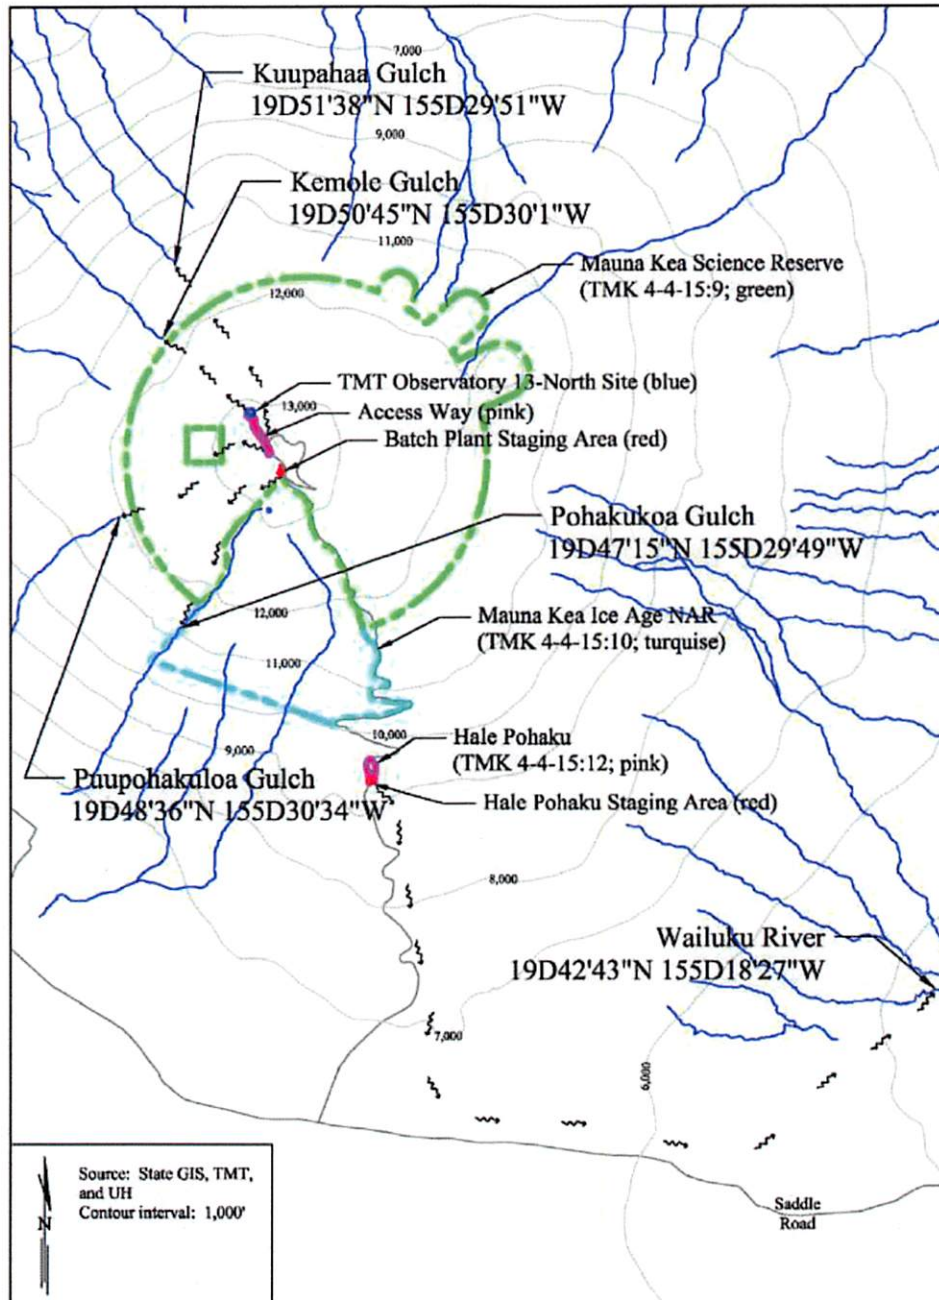 7,000
Kuupahaa Gulch
19D51'38"N 155D29'51"W
9,000
Kemole Gulch
19D50'45"N 155D30'1"W
11,000
Mauna Kea Science Reserve
(TMK 4-4-15:9; green)
12,000
TMT Observatory 13-North Site (blue)
13,000
Access Way (pink)
Batch Plant Staging Area (red)
Pohakukoa Gulch
19D47'15"N 155D29'49"W
12,000
Mauna Kea Ice Age NAR
(TMK 4-4-15:10; turquise)
11,000
10,000
Hale Pohaku
(TMK 4-4-15:12; pink)
9,000
Puupohakuloa Gulch
19D48'36"N 155D30'34"W
Hale Pohaku Staging Area (red)
8,000
Wailuku River
19D42'43"N 155D18'27"W
7,000
6,000
Source: State GIS, TMT,
and UH
Contour interval: 1,000'
N
Saddle
Road